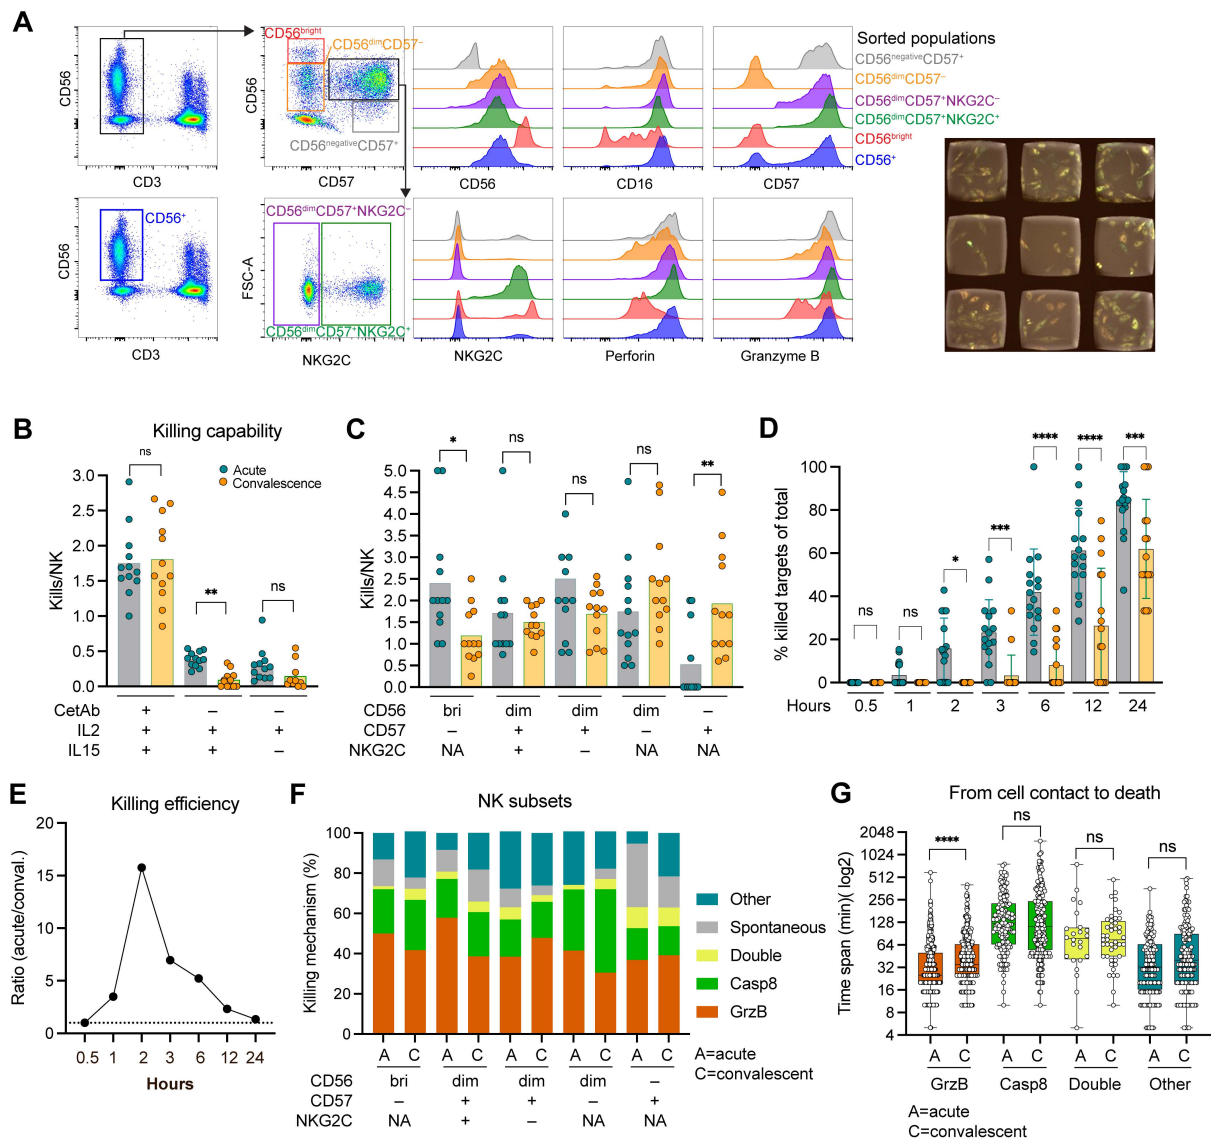 A
CD56bright
CD56dimCD57–
CD56
CD3
CD56
CD57
CD56negativeCD57+
CD56
CD16
CD57
Sorted populations
CD56negativeCD57+
CD56dimCD57–
CD56dimCD57+NKG2C–
CD56dimCD57+NKG2C+
CD56bright
CD56+
CD56+
CD56
CD3
CD56dimCD57+NKG2C–
FSC-A
CD56dimCD57+NKG2C+
NKG2C
NKG2C
Perforin
Granzyme B
B
Killing capability
ns
** 
ns
Acute
Convalescence
Kills/NK
3.0
2.5
2.0
1.5
1.0
0.5
0.0
CetAb + – –
IL2 + + +
IL15 + + –
C
* ns ns ns **
Kills/NK
5.0
4.5
4.0
3.5
3.0
2.5
2.0
1.5
1.0
0.5
0.0
CD56 bri dim dim dim –
CD57 – + + – +
NKG2C NA + – NA NA
D
ns ns * *** **** **** ***
% killed targets of total
100
80
60
40
20
0
Hours 0.5 1 2 3 6 12 24
E
Killing efficiency
Ratio (acute/conval.)
20
15
10
5
0
0.5 1 2 3 6 12 24
Hours
F
NK subsets
Killing mechanism (%)
100
80
60
40
20
0
Other
Spontaneous
Double
Casp8
GrzB
A C A C A C A C A C
A=acute
C=convalescent
CD56 bri dim dim dim –
CD57 – + + – +
NKG2C NA + – NA NA
G
From cell contact to death
**** ns ns ns
Time span (min)( log2)
2048
1024
512
256
128
64
32
16
8
4
A C A C A C A C
GrzB Casp8 Double Other
A=acute
C=convalescent